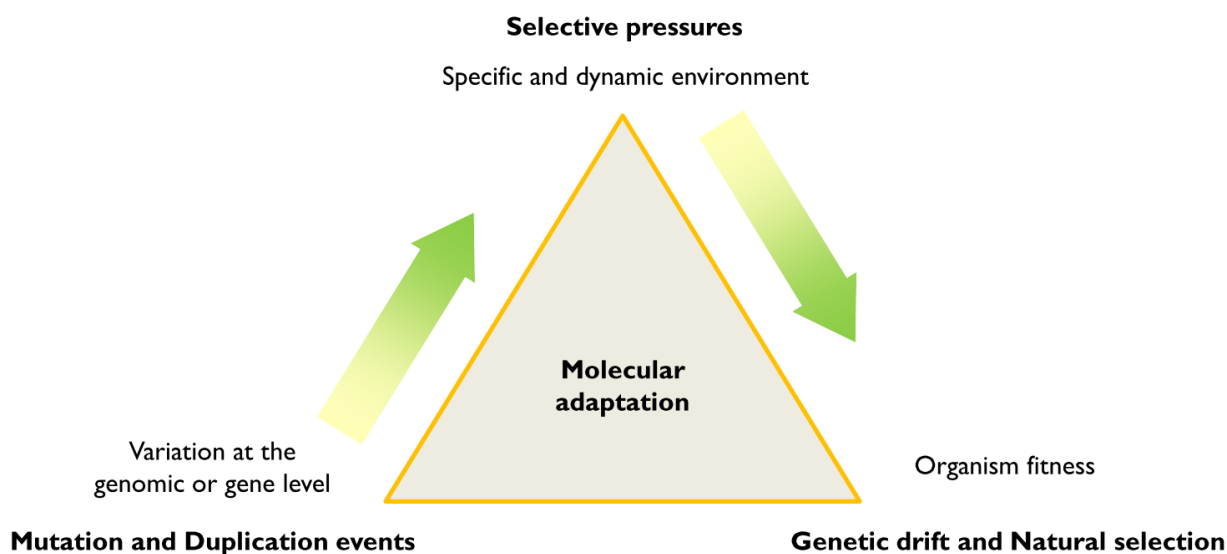 Selective pressures
Specific and dynamic environment
Molecular
adaptation
Variation at the
genomic or gene level
Organism fitness
Mutation and Duplication events
Genetic drift and Natural selection